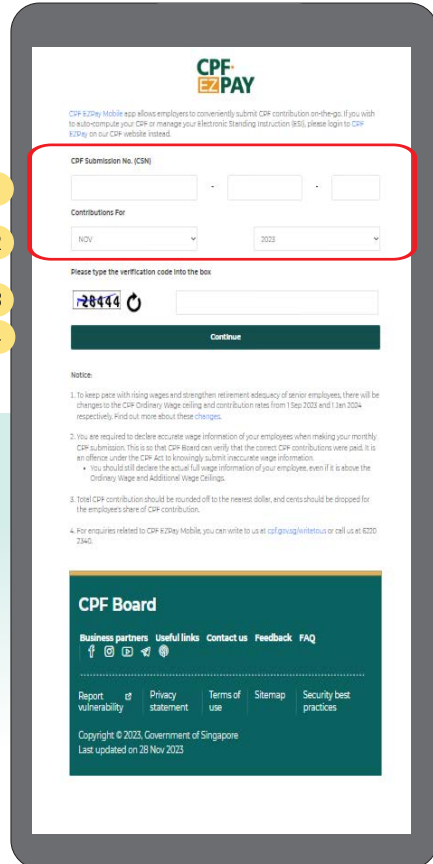 CPF
EZPAY
CPF EZPay Mobile app allows employers to conveniently submit CPF contribution on-the-go. If you wish
to auto-compute your CPF or manage your Electronic Standing Instruction (ESI), please login to CPF
EZPay on our CPF website instead.
CPF Submission No. (CSN)
- -
Contributions For
NOV 2023
Please type the verification code into the box
28444
Continue
Notice:
1. To keep pace with rising wages and strengthen retirement adequacy of senior employees, there will be
changes to the CPF Ordinary Wage ceiling and contribution rates from 1 Sep 2023 and 1 Jan 2024
respectively. Find out more about these changes.
2. You are required to declare accurate wage information of your employees when making your monthly
CPF submission. This is so that CPF Board can verify that the correct CPF contributions were paid. It is
an offence under the CPF Act to knowingly submit inaccurate wage information.
• You should still declare the actual full wage information of your employee, even if it is above the
Ordinary Wage and Additional Wage Ceilings.
3. Total CPF contribution should be rounded off to the nearest dollar, and cents should be dropped for
the employee's share of CPF contribution.
4. For enquiries related to CPF EZPay Mobile, you can write to us at cpf.gov.sg/writetous or call us at 6220
2340.
CPF Board
Business partners Useful links Contact us Feedback FAQ
Report vulnerability Privacy statement Terms of use Sitemap Security best practices
Copyright © 2023, Government of Singapore
Last updated on 28 Nov 2023